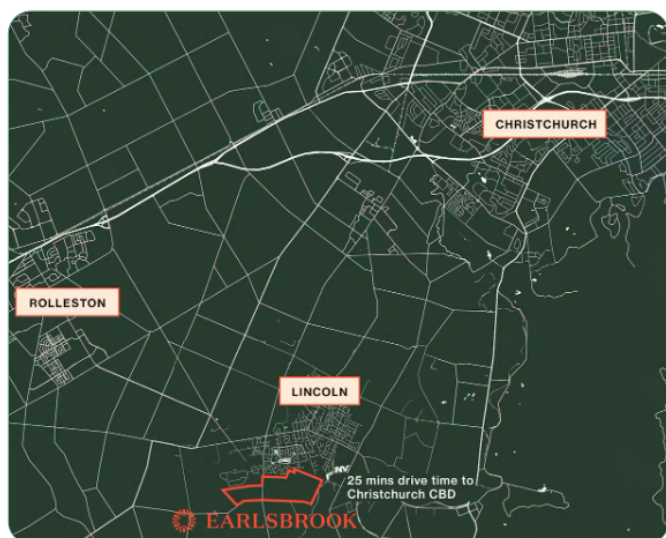 CHRISTCHURCH
ROLLESTON
LINCOLN
25 mins drive time to
Christchurch CBD
EARLSBROOK